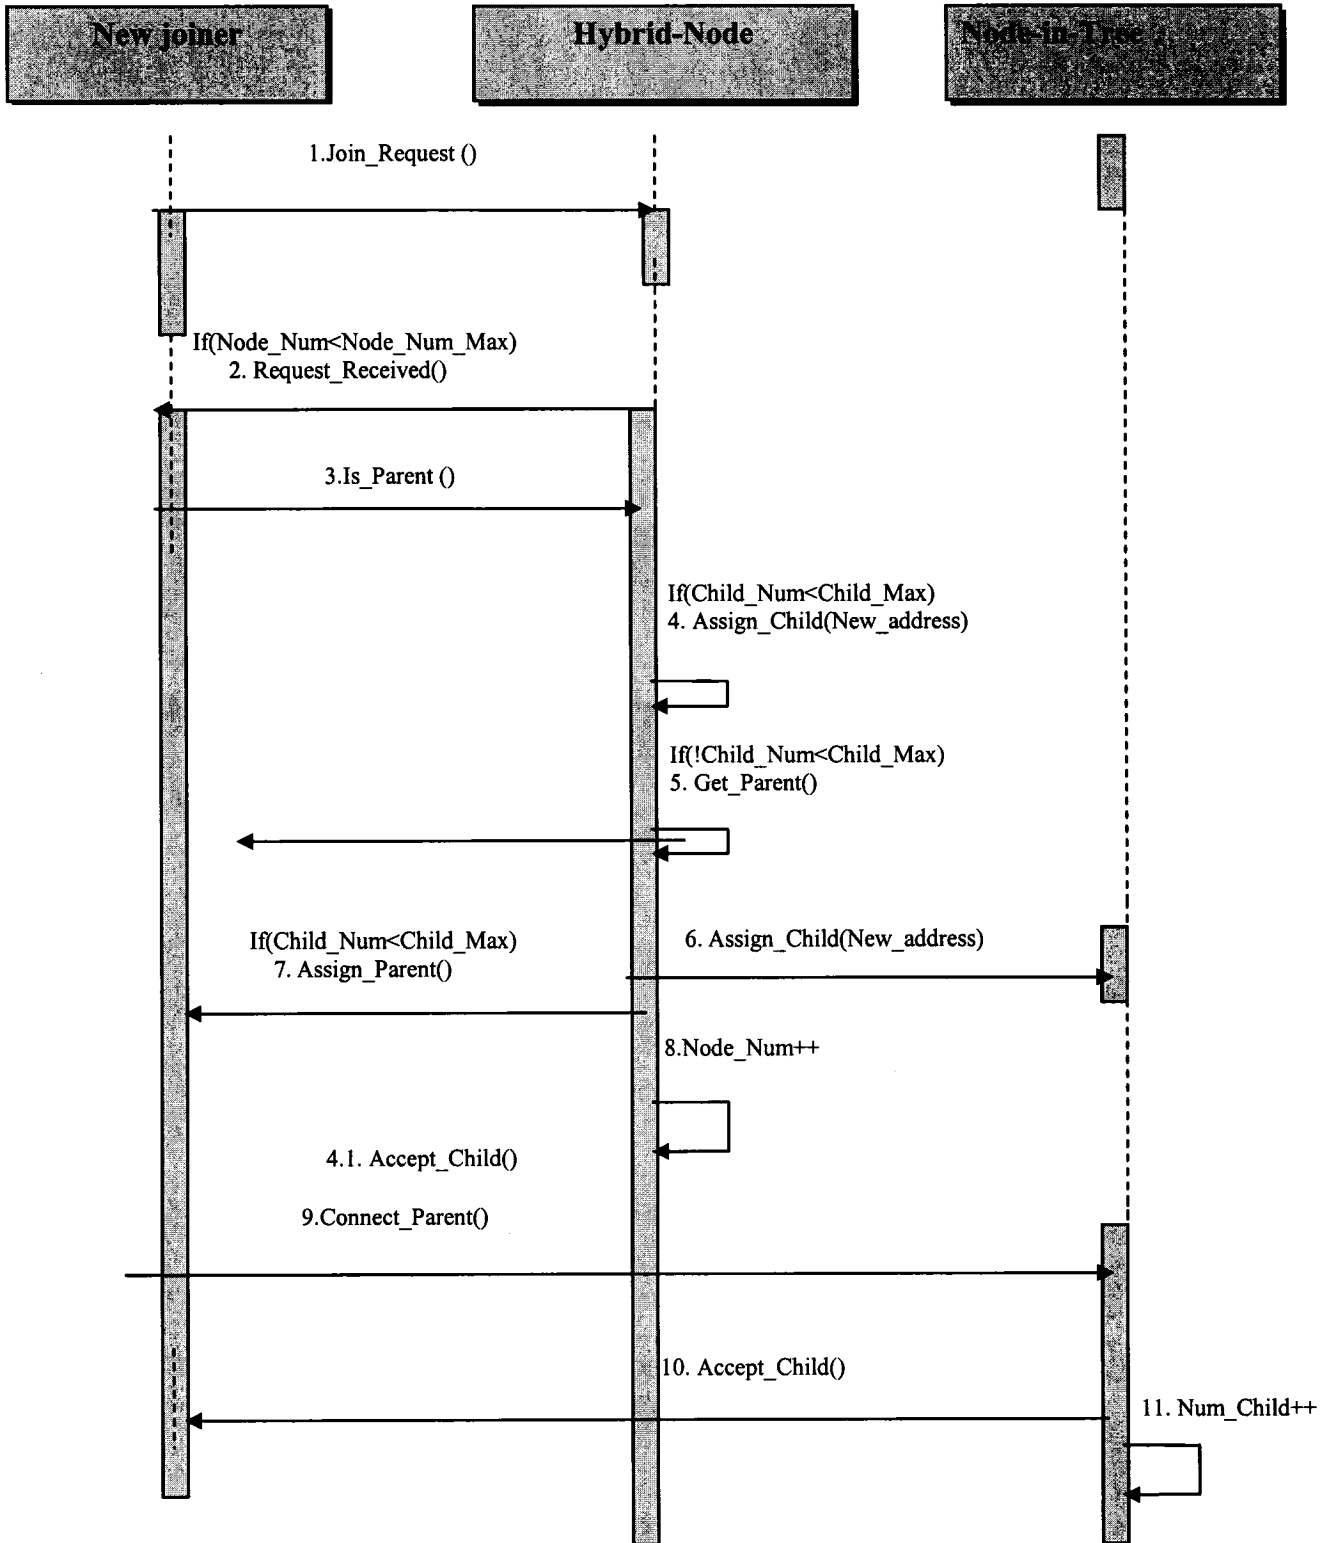 New joiner
Hybrid-Node
Node-in-Tree
1.Join_Request ()
If(Node_Num<Node_Num_Max)
2. Request_Received()
3.Is_Parent ()
If(Child_Num<Child_Max)
4. Assign_Child(New_address)
If(!Child_Num<Child_Max)
5. Get_Parent()
If(Child_Num<Child_Max)
7. Assign_Parent()
6. Assign_Child(New_address)
8.Node_Num++
4.1. Accept_Child()
9.Connect_Parent()
10. Accept_Child()
11. Num_Child++